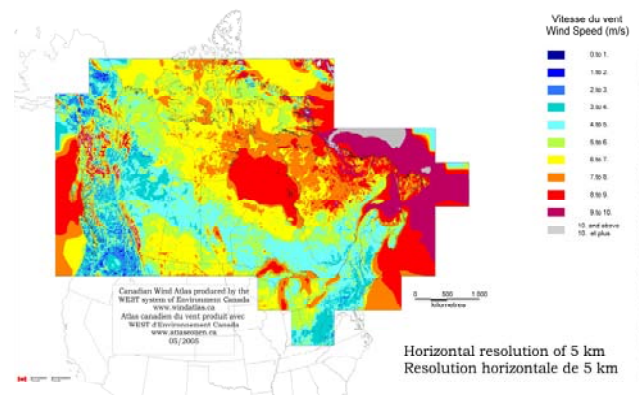 Vitesse du vent
Wind Speed (m/s)
0 to 1.
1 to 2.
2 to 3.
3 to 4.
4 to 5.
5 to 6.
6 to 7.
7 to 8.
8 to 9.
9 to 10.
10. and above
10. et plus
Canadian Wind Atlas produced by the
WEST system of Environment Canada
www.windatlas.ca
Atlas canadien du vent produit avec
WEST d'Environnement Canada
www.atlaseolien.ca
05/2005
0 500 1 000
kilometres
Horizontal resolution of 5 km
Resolution horizontale de 5 km